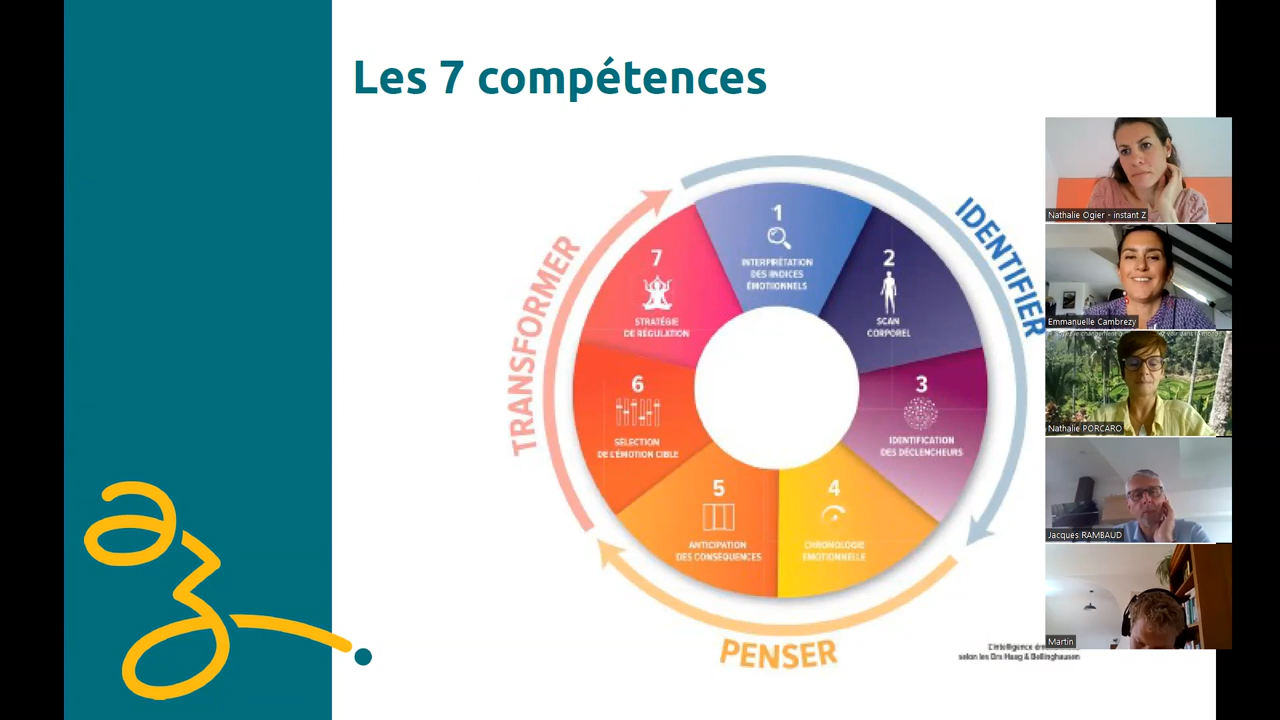 Les 7 compétences
IDENTIFIER
PENSER
TRANSFORMER
1
INTERPRÉTATION
DES INDICES
ÉMOTIONNELS
2
SCAN
CORPOREL
3
IDENTIFICATION
DES DÉCLENCHEURS
4
CHRONOLOGIE
ÉMOTIONNELLE
5
ANTICIPATION
DES CONSÉQUENCES
6
SÉLECTION
DE L'ÉMOTION CIBLE
7
STRATÉGIE
DE RÉGULATION
L'intelligence
selon les Drs Haag & Bellinghausen
az
Nathalie Ogier - instant Z
Emmanuelle Cambrezy
Nathalie PORCARO
Jacques RAMBAUD
Martin